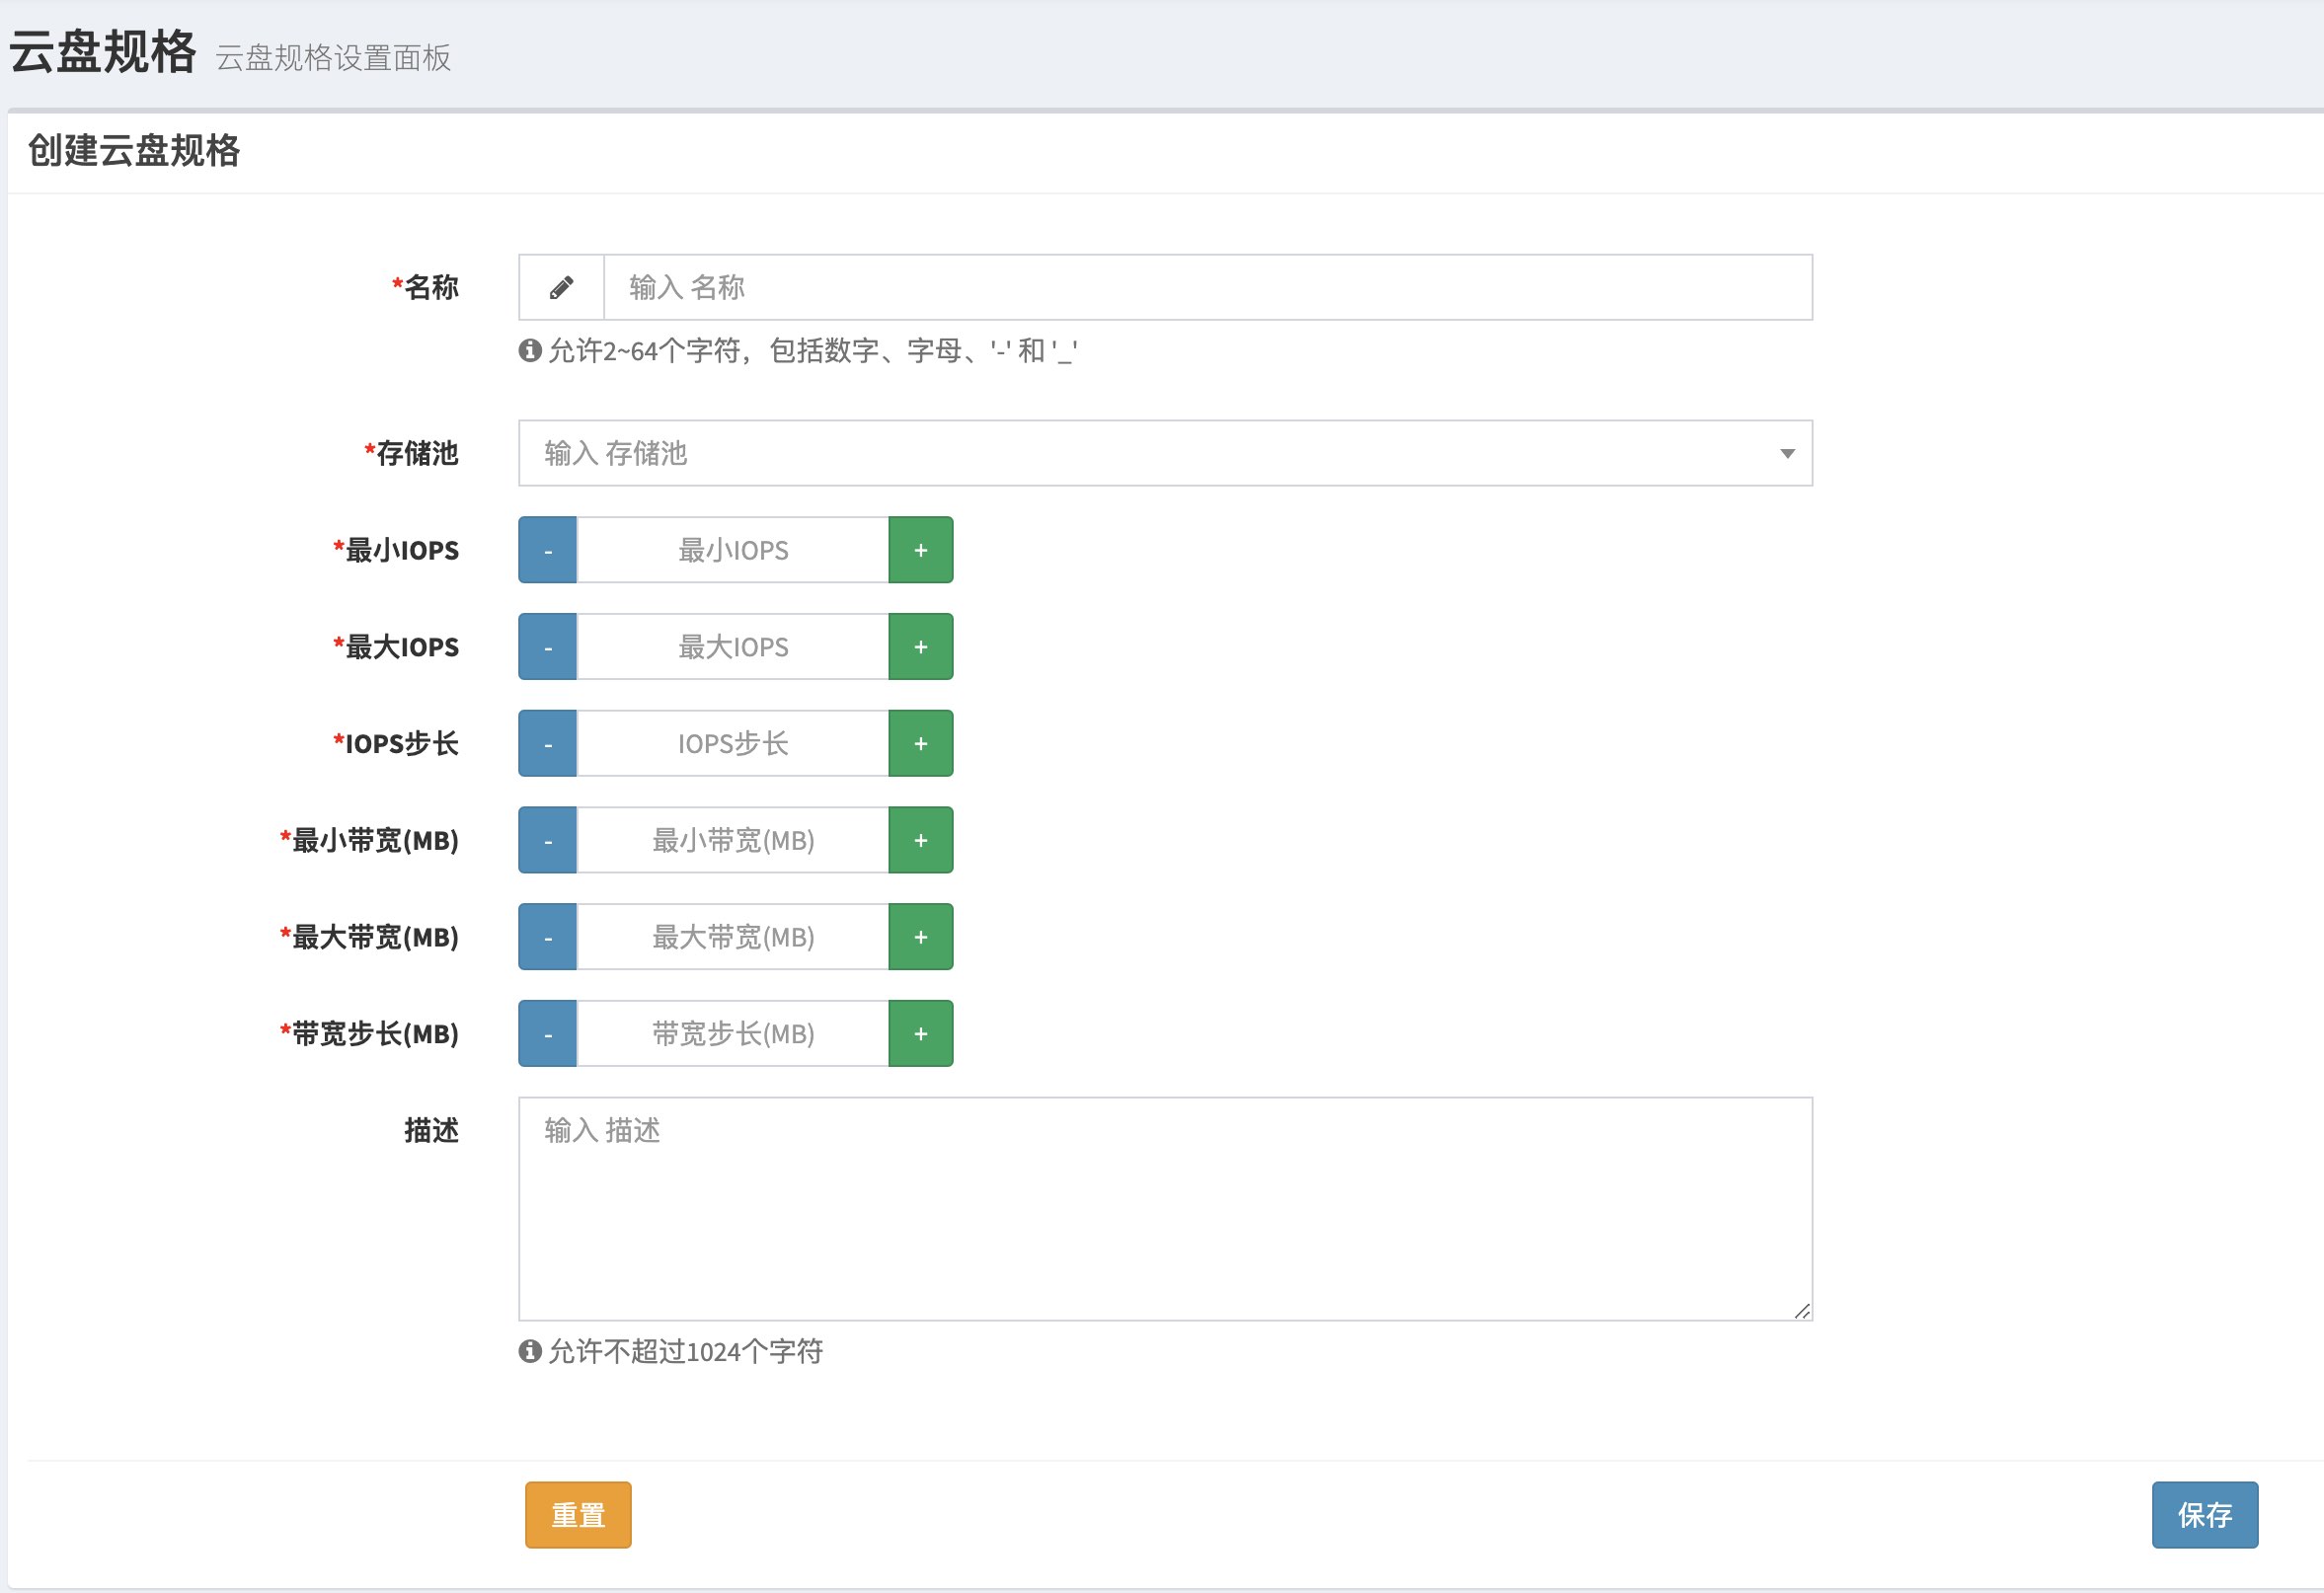 云盘规格 云盘规格设置面板
创建云盘规格
*名称 输入 名称
允许2~64个字符，包括数字、字母、'-' 和 '_'
*存储池 输入 存储池
*最小IOPS - 最小IOPS +
*最大IOPS - 最大IOPS +
*IOPS步长 - IOPS步长 +
*最小带宽(MB) - 最小带宽(MB) +
*最大带宽(MB) - 最大带宽(MB) +
*带宽步长(MB) - 带宽步长(MB) +
描述 输入 描述
允许不超过1024个字符
重置 保存